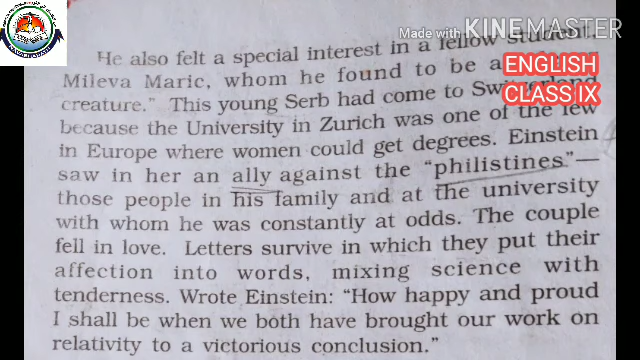 Made with KINEMASTER
ENGLISH
CLASS IX
He also felt a special interest in a fellow student,
Mileva Maric, whom he found to be a
creature." This young Serb had come to Switzerland
because the University in Zurich was one of the few
in Europe where women could get degrees. Einstein
saw in her an ally against the "philistines"—
those people in his family and at the university
with whom he was constantly at odds. The couple
fell in love. Letters survive in which they put their
affection into words, mixing science with
tenderness. Wrote Einstein: "How happy and proud
I shall be when we both have brought our work on
relativity to a victorious conclusion."